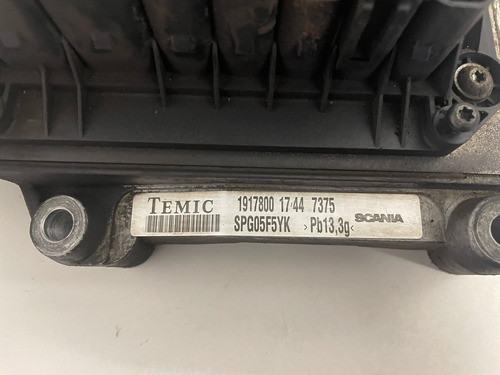 TEMIC 1917800 17 44 7375
SPG05F5YK >Pb13,3g< SCANIA